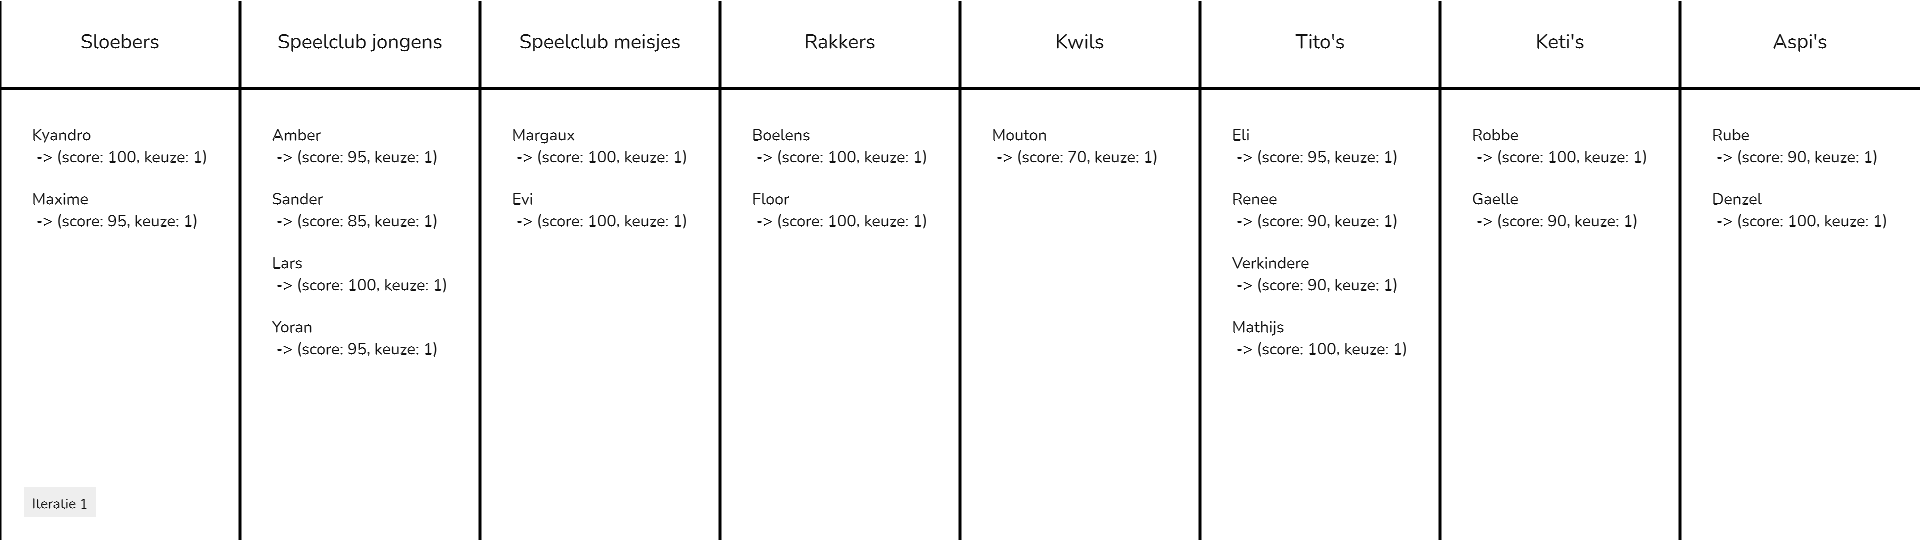 Sloebers
Speelclub jongens
Speelclub meisjes
Rakkers
Kwils
Tito's
Keti's
Aspi's
Kyandro
-> (score: 100, keuze: 1)
Maxime
-> (score: 95, keuze: 1)
Amber
-> (score: 95, keuze: 1)
Sander
-> (score: 85, keuze: 1)
Lars
-> (score: 100, keuze: 1)
Yoran
-> (score: 95, keuze: 1)
Margaux
-> (score: 100, keuze: 1)
Evi
-> (score: 100, keuze: 1)
Boelens
-> (score: 100, keuze: 1)
Floor
-> (score: 100, keuze: 1)
Mouton
-> (score: 70, keuze: 1)
Eli
-> (score: 95, keuze: 1)
Renee
-> (score: 90, keuze: 1)
Verkindere
-> (score: 90, keuze: 1)
Mathijs
-> (score: 100, keuze: 1)
Robbe
-> (score: 100, keuze: 1)
Gaelle
-> (score: 90, keuze: 1)
Rube
-> (score: 90, keuze: 1)
Denzel
-> (score: 100, keuze: 1)
Iteratie 1